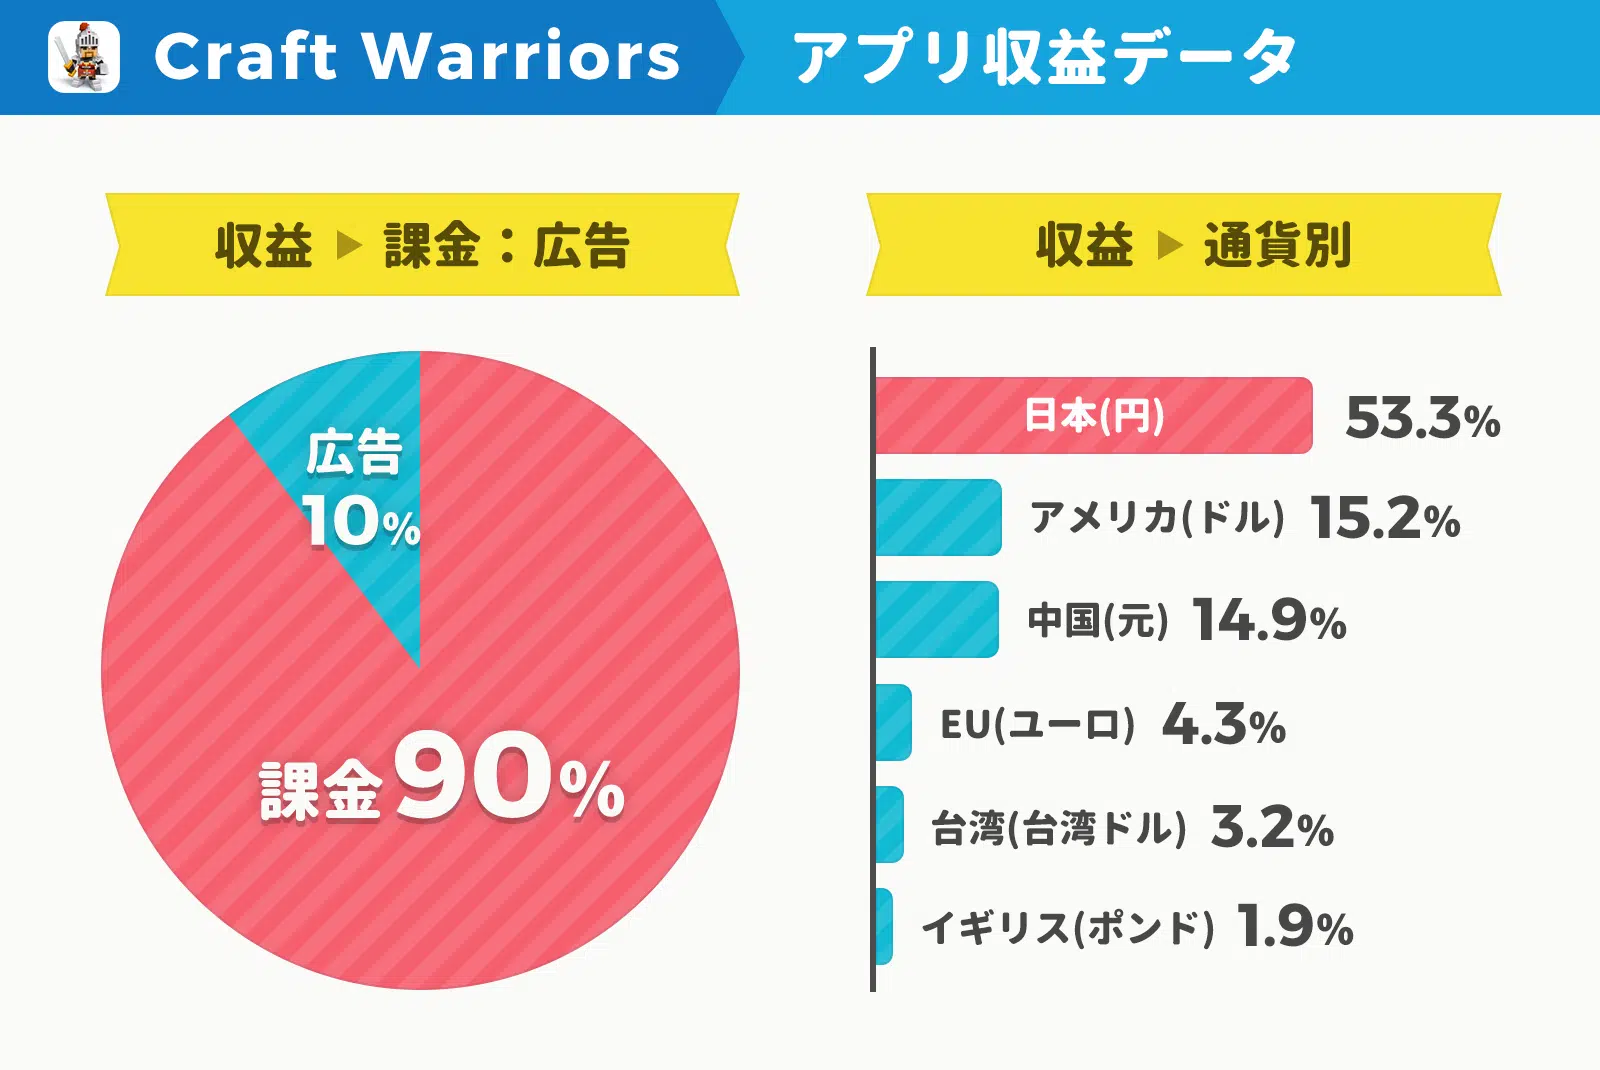 Craft Warriors
アプリ収益データ
収益 ▶ 課金：広告
広告
10%
課金90%
収益 ▶ 通貨別
日本(円) 53.3%
アメリカ(ドル) 15.2%
中国(元) 14.9%
EU(ユーロ) 4.3%
台湾(台湾ドル) 3.2%
イギリス(ポンド) 1.9%